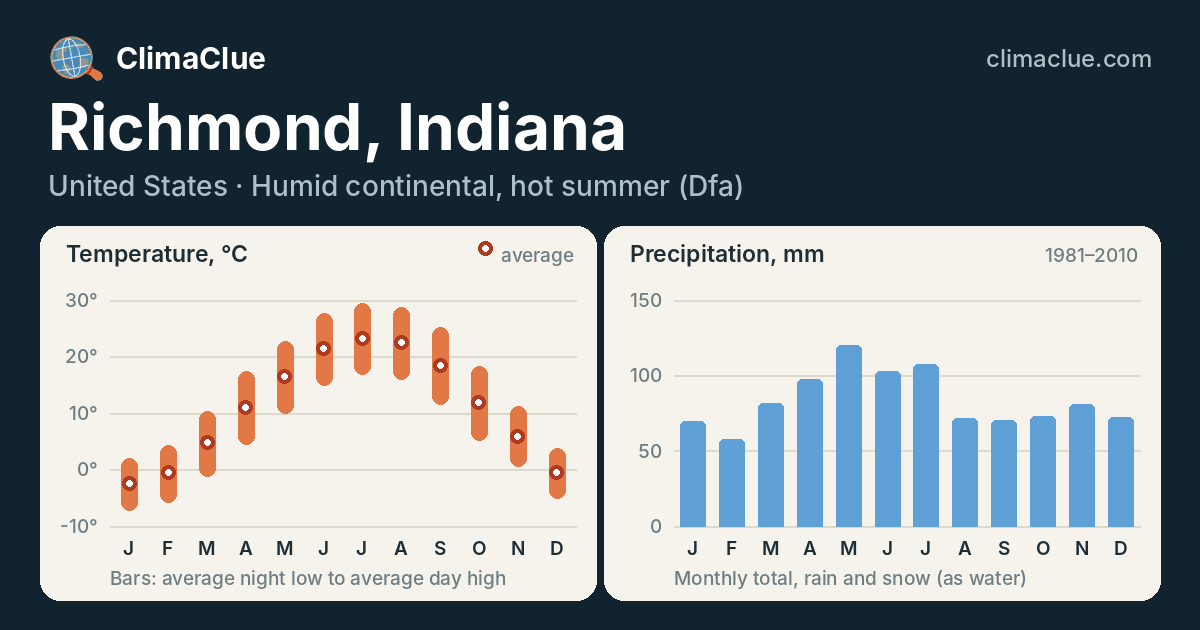 ClimaClue
climaclue.com
Richmond, Indiana
United States · Humid continental, hot summer (Dfa)
Temperature, °C
average
30°
20°
10°
0°
-10°
J F M A M J J A S O N D
Bars: average night low to average day high
Precipitation, mm
1981–2010
150
100
50
0
J F M A M J J A S O N D
Monthly total, rain and snow (as water)